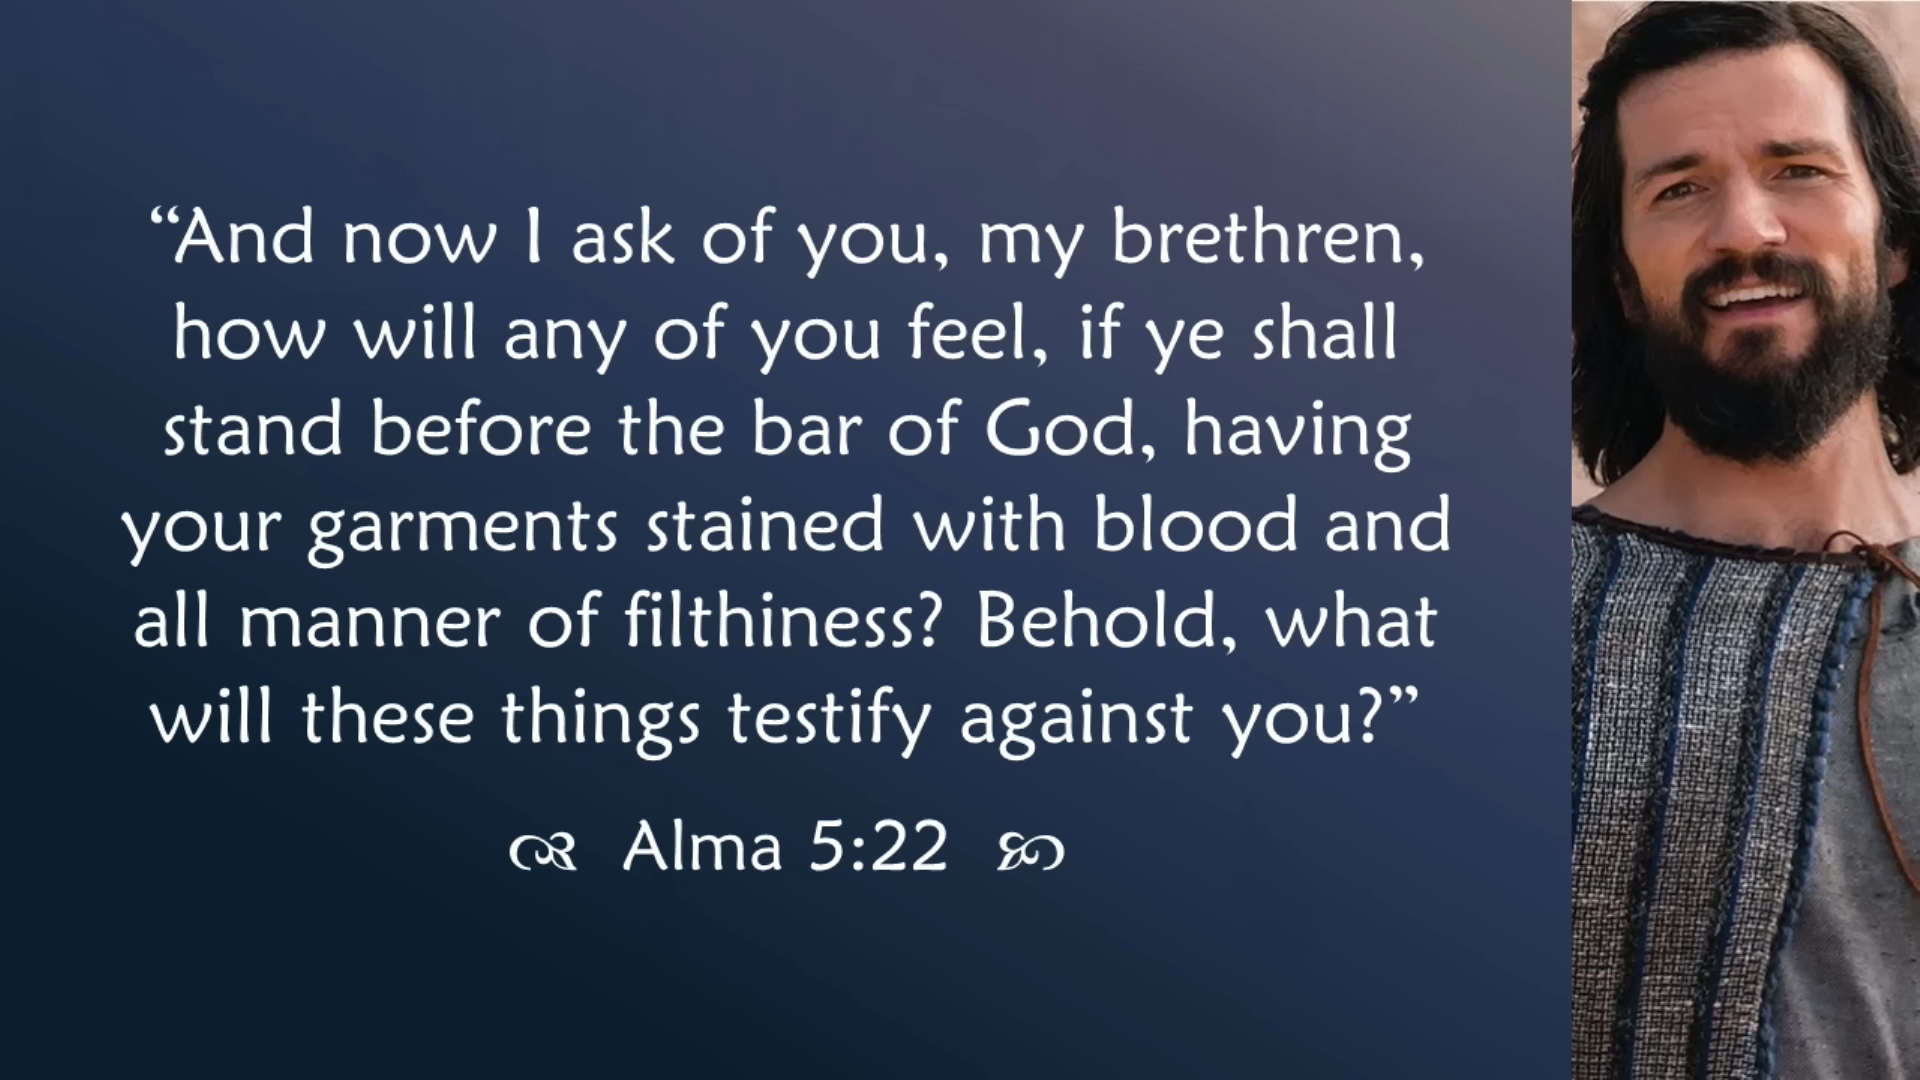 “And now I ask of you, my brethren,
how will any of you feel, if ye shall
stand before the bar of God, having
your garments stained with blood and
all manner of filthiness? Behold, what
will these things testify against you?”
Alma 5:22